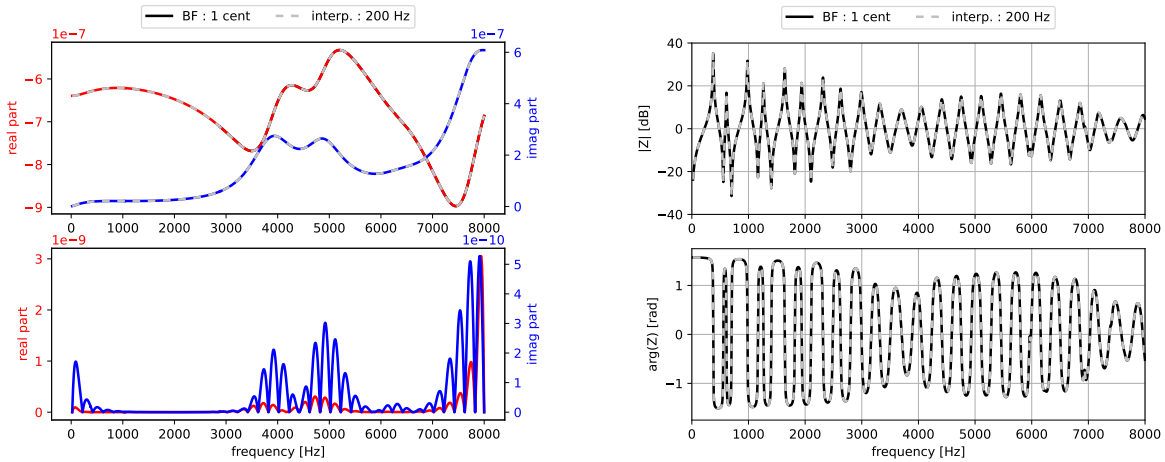 BF : 1 cent interp. : 200 Hz
1e−7 1e−7
−6
−7
−8
−9
real part
6
4
2
0
imag part
0 1000 2000 3000 4000 5000 6000 7000 8000
1e−9 1e−10
3
2
1
0
real part
5
4
3
2
1
0
imag part
0 1000 2000 3000 4000 5000 6000 7000 8000
frequency [Hz]
BF : 1 cent interp. : 200 Hz
40
20
0
−20
−40
|Z| [dB]
0 1000 2000 3000 4000 5000 6000 7000 8000
1
0
−1
arg(Z) [rad]
0 1000 2000 3000 4000 5000 6000 7000 8000
frequency [Hz]